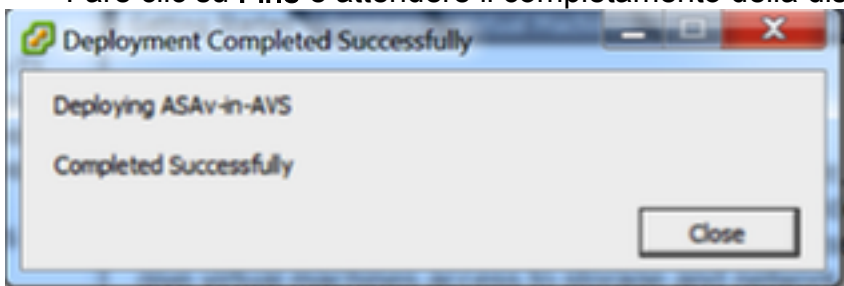 Fare clic su Fine e attendere il completamento della
Deployment Completed Successfully
Deploying ASAv-in-AVS
Completed Successfully
Close